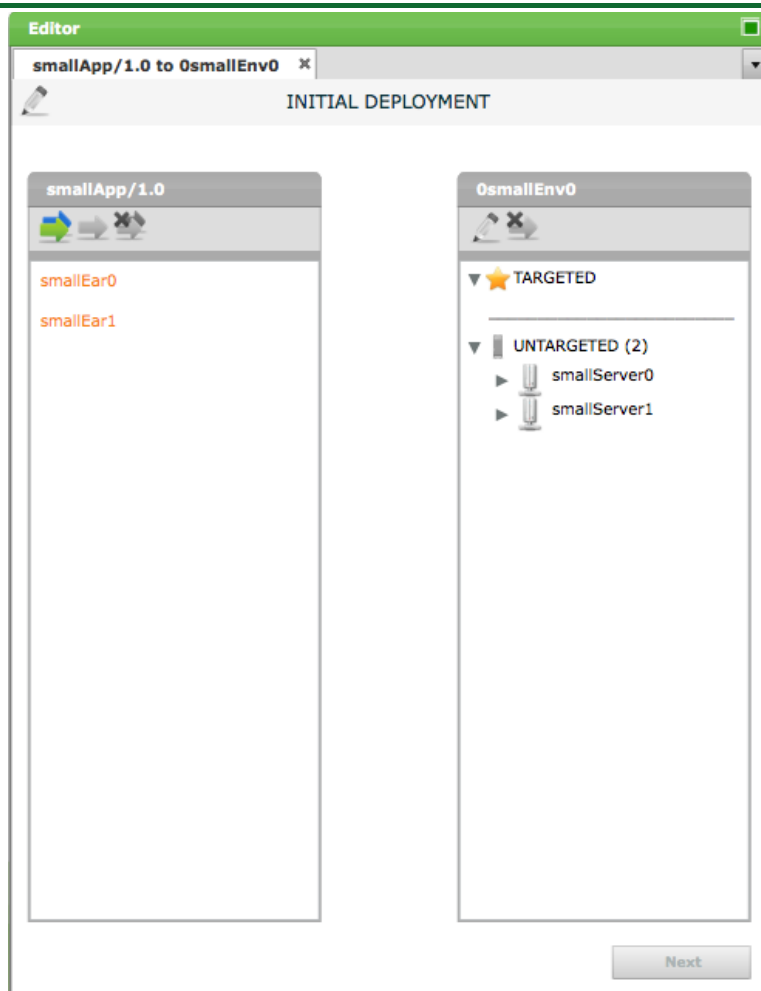 Editor
smallApp/1.0 to 0smallEnv0
INITIAL DEPLOYMENT
smallApp/1.0
smallEar0
smallEar1
0smallEnv0
TARGETED
UNTARGETED (2)
smallServer0
smallServer1
Next